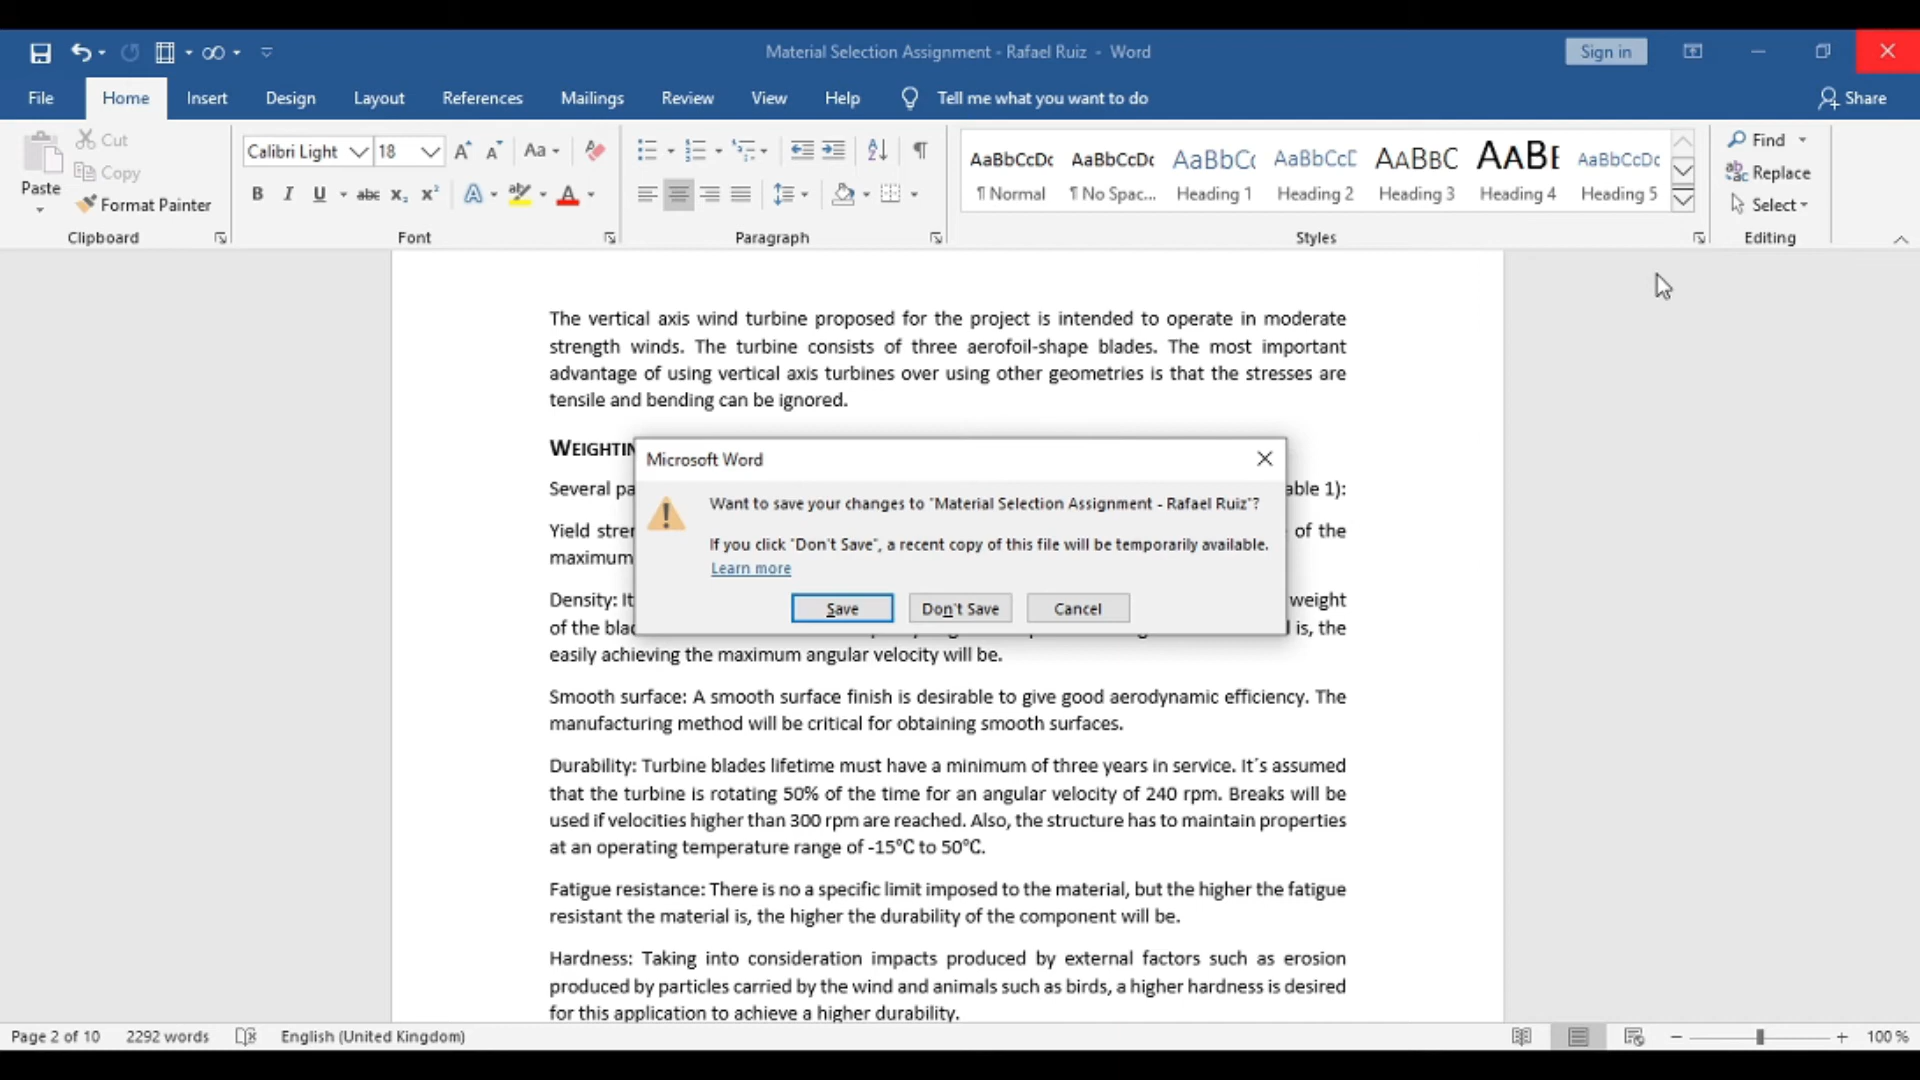 Material Selection Assignment - Rafael Ruiz - Word
Sign in
File Home Insert Design Layout References Mailings Review View Help Tell me what you want to do Share
Paste
Cut
Copy
Format Painter
Clipboard
Calibri Light 18
Aa
B I U abc x₂ x²
A
Font
Paragraph
AaBbCcDc AaBbCcDc AaBbC AaBbCcE AABBC AABE AaBbCcDc
¶ Normal ¶ No Spac... Heading 1 Heading 2 Heading 3 Heading 4 Heading 5
Styles
Find
Replace
Select
Editing
The vertical axis wind turbine proposed for the project is intended to operate in moderate
strength winds. The turbine consists of three aerofoil-shape blades. The most important
advantage of using vertical axis turbines over using other geometries is that the stresses are
tensile and bending can be ignored.
WEIGHTIN
Several pa able 1):
Yield stren of the
maximum
Density: It weight
of the bla is, the
easily achieving the maximum angular velocity will be.
Microsoft Word
Want to save your changes to "Material Selection Assignment - Rafael Ruiz"?
If you click "Don't Save", a recent copy of this file will be temporarily available.
Learn more
Save Don't Save Cancel
Smooth surface: A smooth surface finish is desirable to give good aerodynamic efficiency. The
manufacturing method will be critical for obtaining smooth surfaces.
Durability: Turbine blades lifetime must have a minimum of three years in service. It´s assumed
that the turbine is rotating 50% of the time for an angular velocity of 240 rpm. Breaks will be
used if velocities higher than 300 rpm are reached. Also, the structure has to maintain properties
at an operating temperature range of -15℃ to 50℃.
Fatigue resistance: There is no a specific limit imposed to the material, but the higher the fatigue
resistant the material is, the higher the durability of the component will be.
Hardness: Taking into consideration impacts produced by external factors such as erosion
produced by particles carried by the wind and animals such as birds, a higher hardness is desired
for this application to achieve a higher durability.
Page 2 of 10 2292 words English (United Kingdom) 100 %